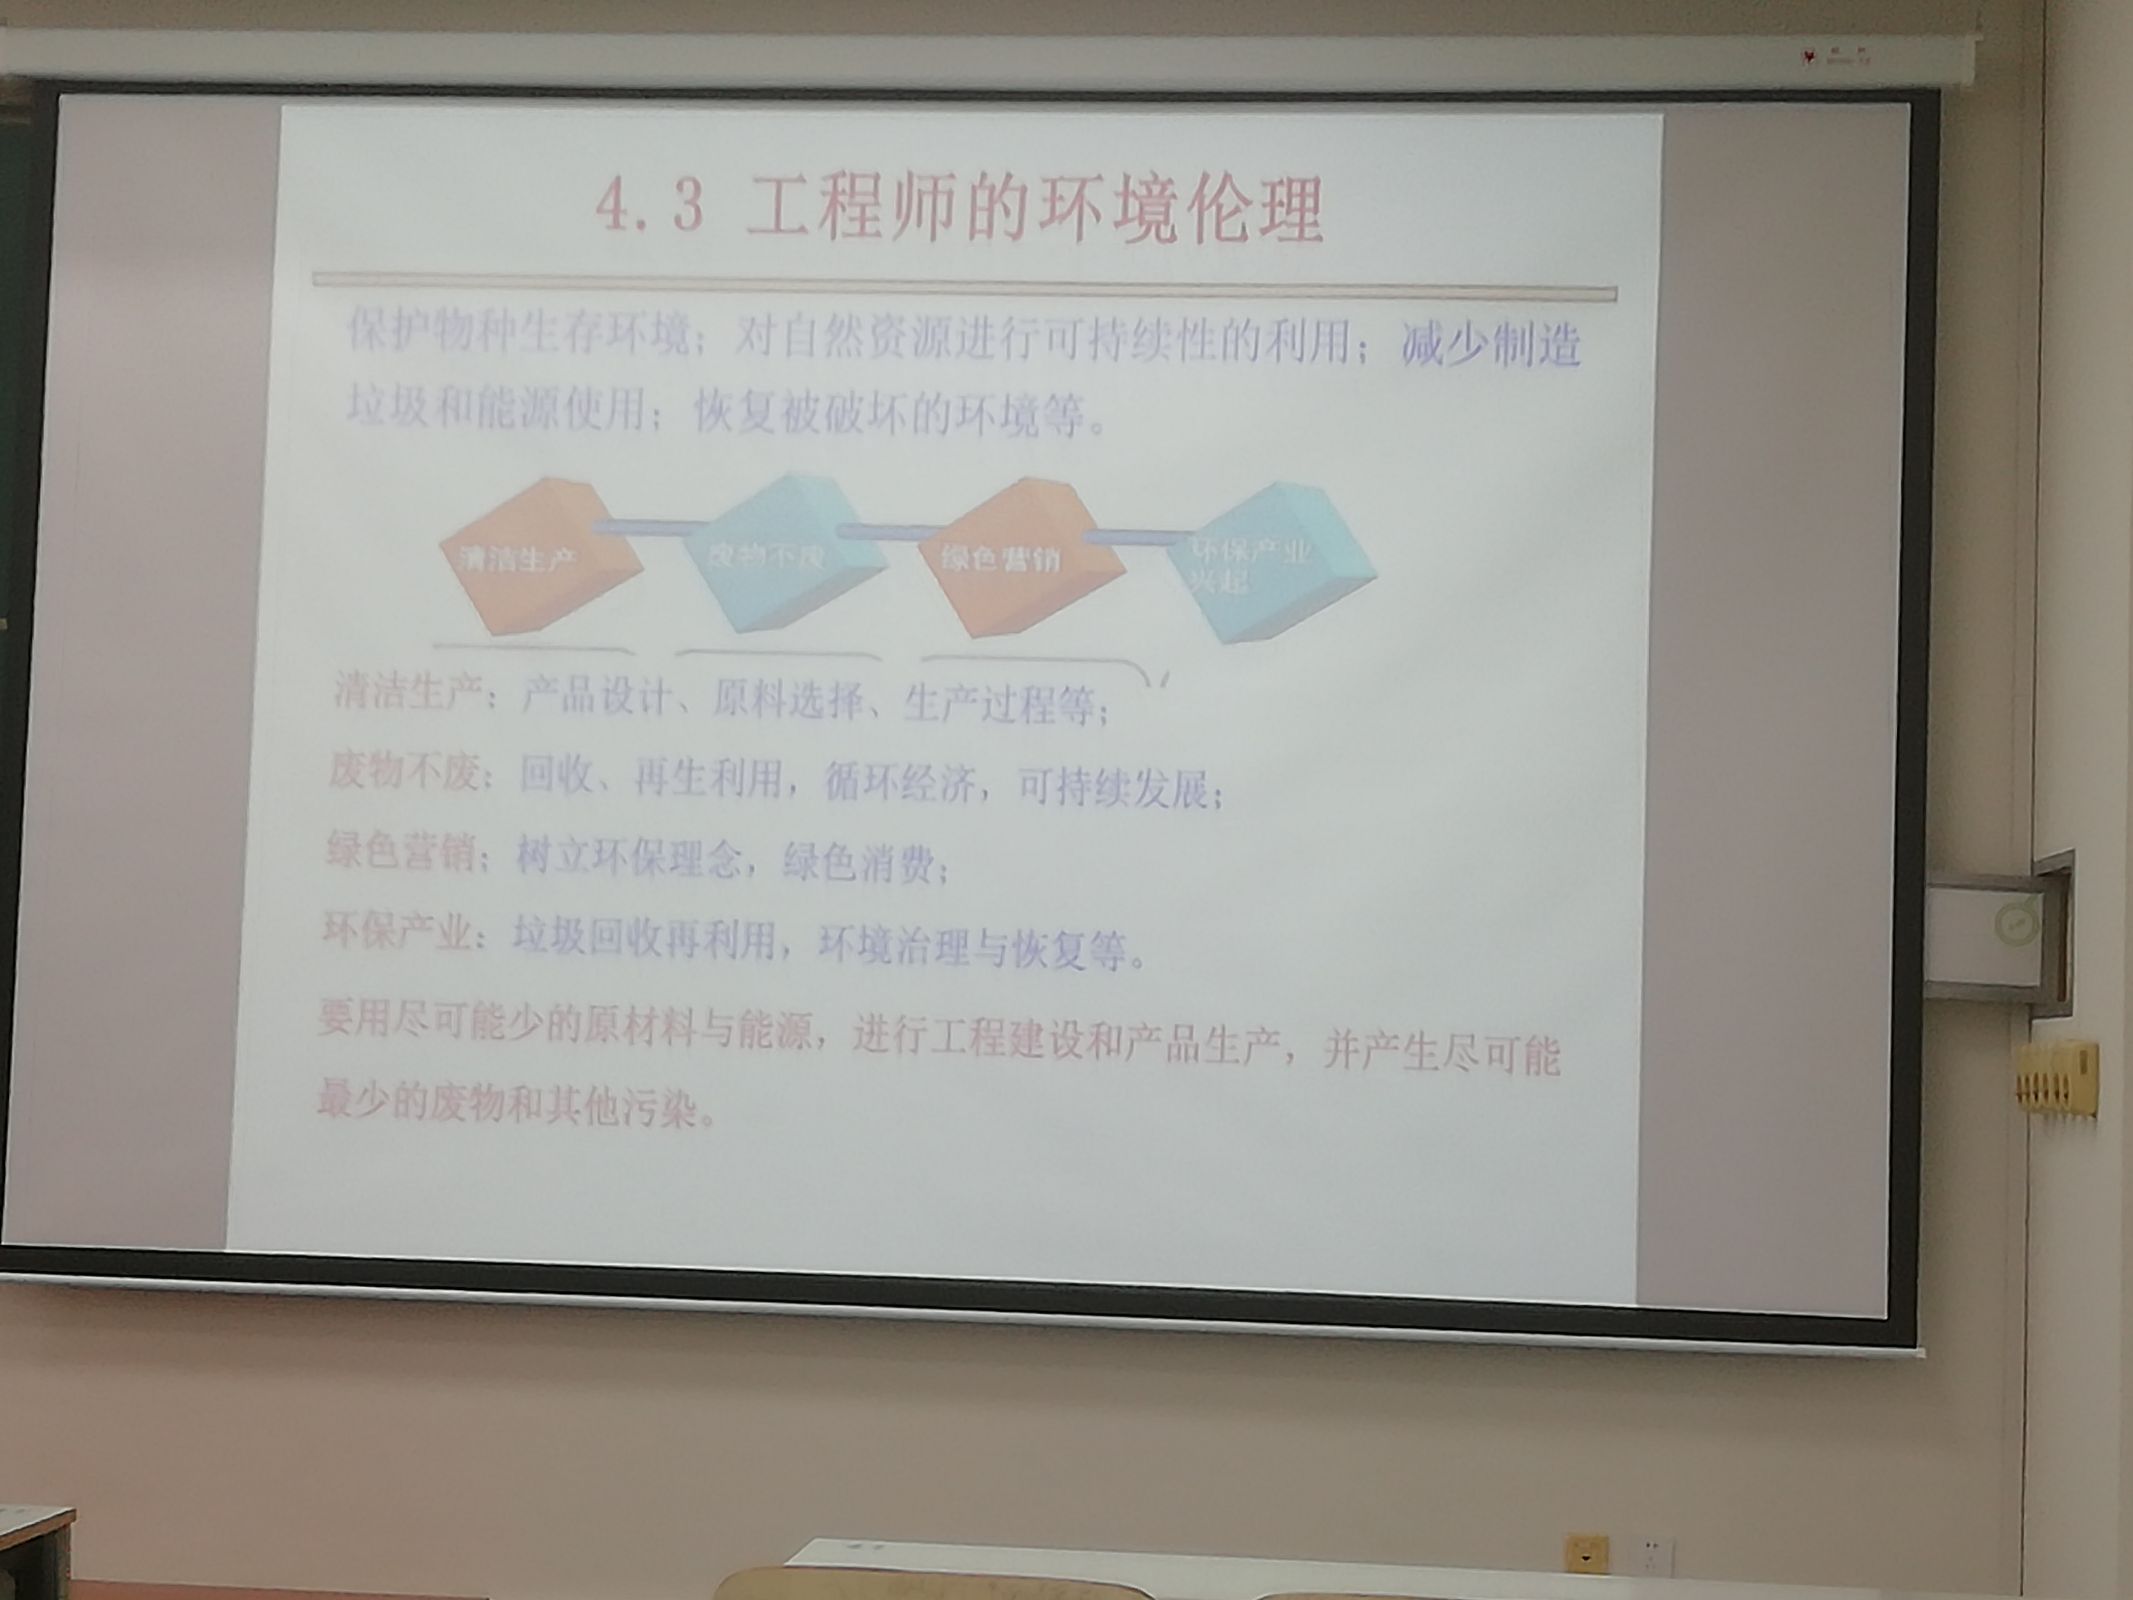 4.3 工程师的环境伦理
保护物种生存环境；对自然资源进行可持续性的利用；减少制造
垃圾和能源使用；恢复被破坏的环境等。
清洁生产
废物不废
绿色营销
环保产业
兴起
清洁生产：产品设计、原料选择、生产过程等；
废物不废：回收、再生利用，循环经济，可持续发展；
绿色营销；树立环保理念，绿色消费；
环保产业：垃圾回收再利用，环境治理与恢复等。
要用尽可能少的原材料与能源，进行工程建设和产品生产，并产生尽可能
最少的废物和其他污染。